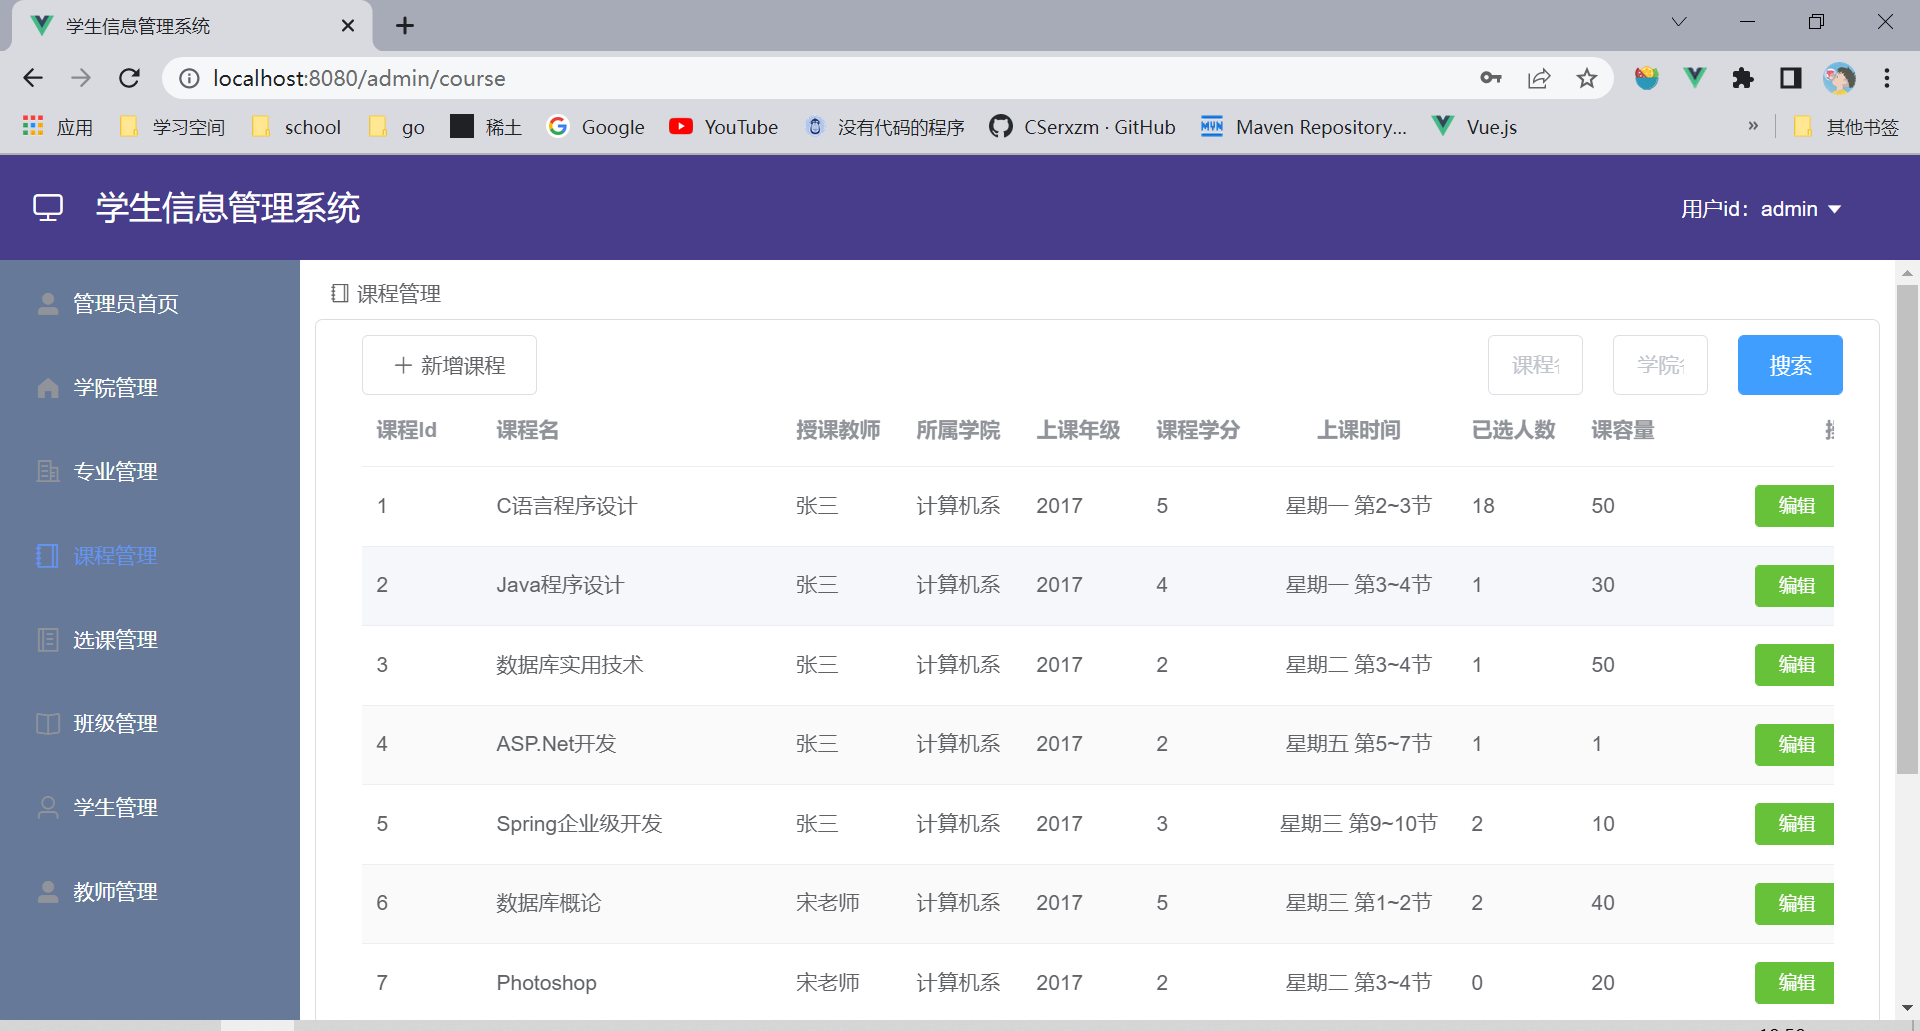 学生信息管理系统
localhost:8080/admin/course
应用 学习空间 school go 稀土 Google YouTube 没有代码的程序 CSerxzm · GitHub Maven Repository... Vue.js » 其他书签
学生信息管理系统 用户id：admin
管理员首页
学院管理
专业管理
课程管理
选课管理
班级管理
学生管理
教师管理
课程管理
新增课程 课程 学院 搜索
课程Id 课程名 授课教师 所属学院 上课年级 课程学分 上课时间 已选人数 课容量
1 C语言程序设计 张三 计算机系 2017 5 星期一 第2~3节 18 50 编辑
2 Java程序设计 张三 计算机系 2017 4 星期一 第3~4节 1 30 编辑
3 数据库实用技术 张三 计算机系 2017 2 星期二 第3~4节 1 50 编辑
4 ASP.Net开发 张三 计算机系 2017 2 星期五 第5~7节 1 1 编辑
5 Spring企业级开发 张三 计算机系 2017 3 星期三 第9~10节 2 10 编辑
6 数据库概论 宋老师 计算机系 2017 5 星期三 第1~2节 2 40 编辑
7 Photoshop 宋老师 计算机系 2017 2 星期二 第3~4节 0 20 编辑